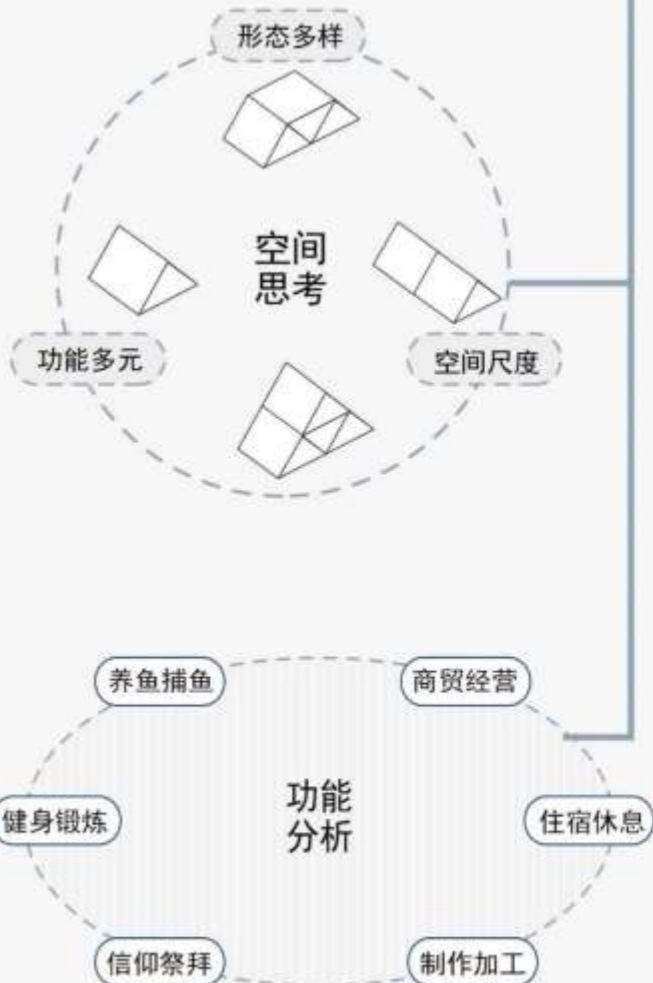 形态多样
空间
思考
功能多元
空间尺度
养鱼捕鱼
商贸经营
功能
分析
健身锻炼
住宿休息
信仰祭拜
制作加工